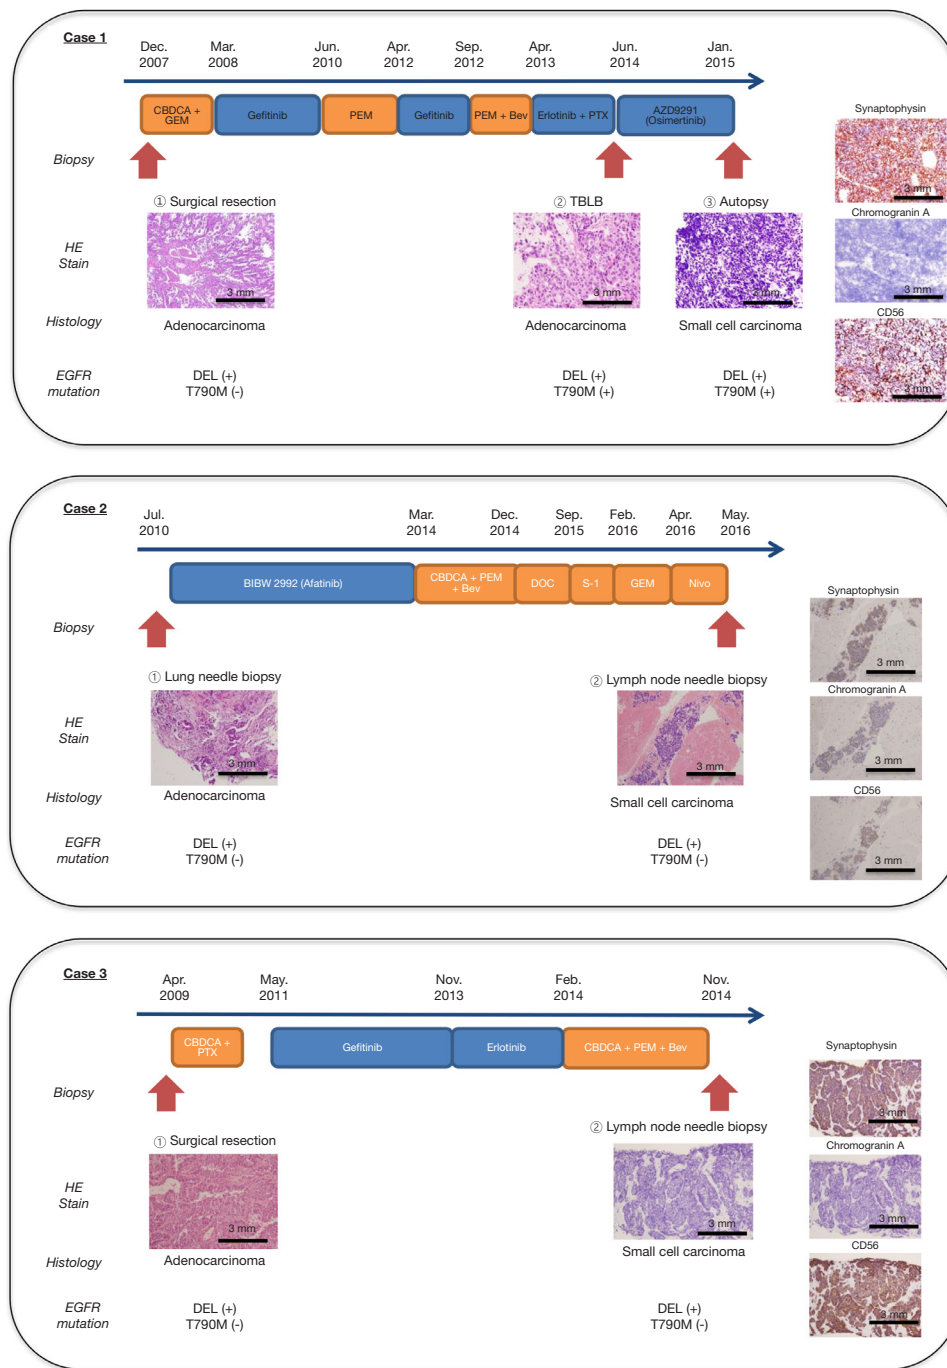 Case 1
Dec. 2007
Mar. 2008
Jun. 2010
Apr. 2012
Sep. 2012
Apr. 2013
Jun. 2014
Jan. 2015
CBDCA + GEM
Gefitinib
PEM
Gefitinib
PEM + Bev
Erlotinib + PTX
AZD9291 (Osimertinib)
Biopsy
① Surgical resection
② TBLB
③ Autopsy
HE Stain
3 mm
3 mm
3 mm
Histology
Adenocarcinoma
Adenocarcinoma
Small cell carcinoma
EGFR mutation
DEL (+)
T790M (-)
DEL (+)
T790M (+)
DEL (+)
T790M (+)
Synaptophysin
3 mm
Chromogranin A
3 mm
CD56
3 mm
Case 2
Jul. 2010
Mar. 2014
Dec. 2014
Sep. 2015
Feb. 2016
Apr. 2016
May. 2016
BIBW 2992 (Afatinib)
CBDCA + PEM + Bev
DOC
S-1
GEM
Nivo
Biopsy
① Lung needle biopsy
② Lymph node needle biopsy
HE Stain
3 mm
3 mm
Histology
Adenocarcinoma
Small cell carcinoma
EGFR mutation
DEL (+)
T790M (-)
DEL (+)
T790M (-)
Synaptophysin
3 mm
Chromogranin A
3 mm
CD56
3 mm
Case 3
Apr. 2009
May. 2011
Nov. 2013
Feb. 2014
Nov. 2014
CBDCA + PTX
Gefitinib
Erlotinib
CBDCA + PEM + Bev
Biopsy
① Surgical resection
② Lymph node needle biopsy
HE Stain
3 mm
3 mm
Histology
Adenocarcinoma
Small cell carcinoma
EGFR mutation
DEL (+)
T790M (-)
DEL (+)
T790M (-)
Synaptophysin
3 mm
Chromogranin A
3 mm
CD56
3 mm